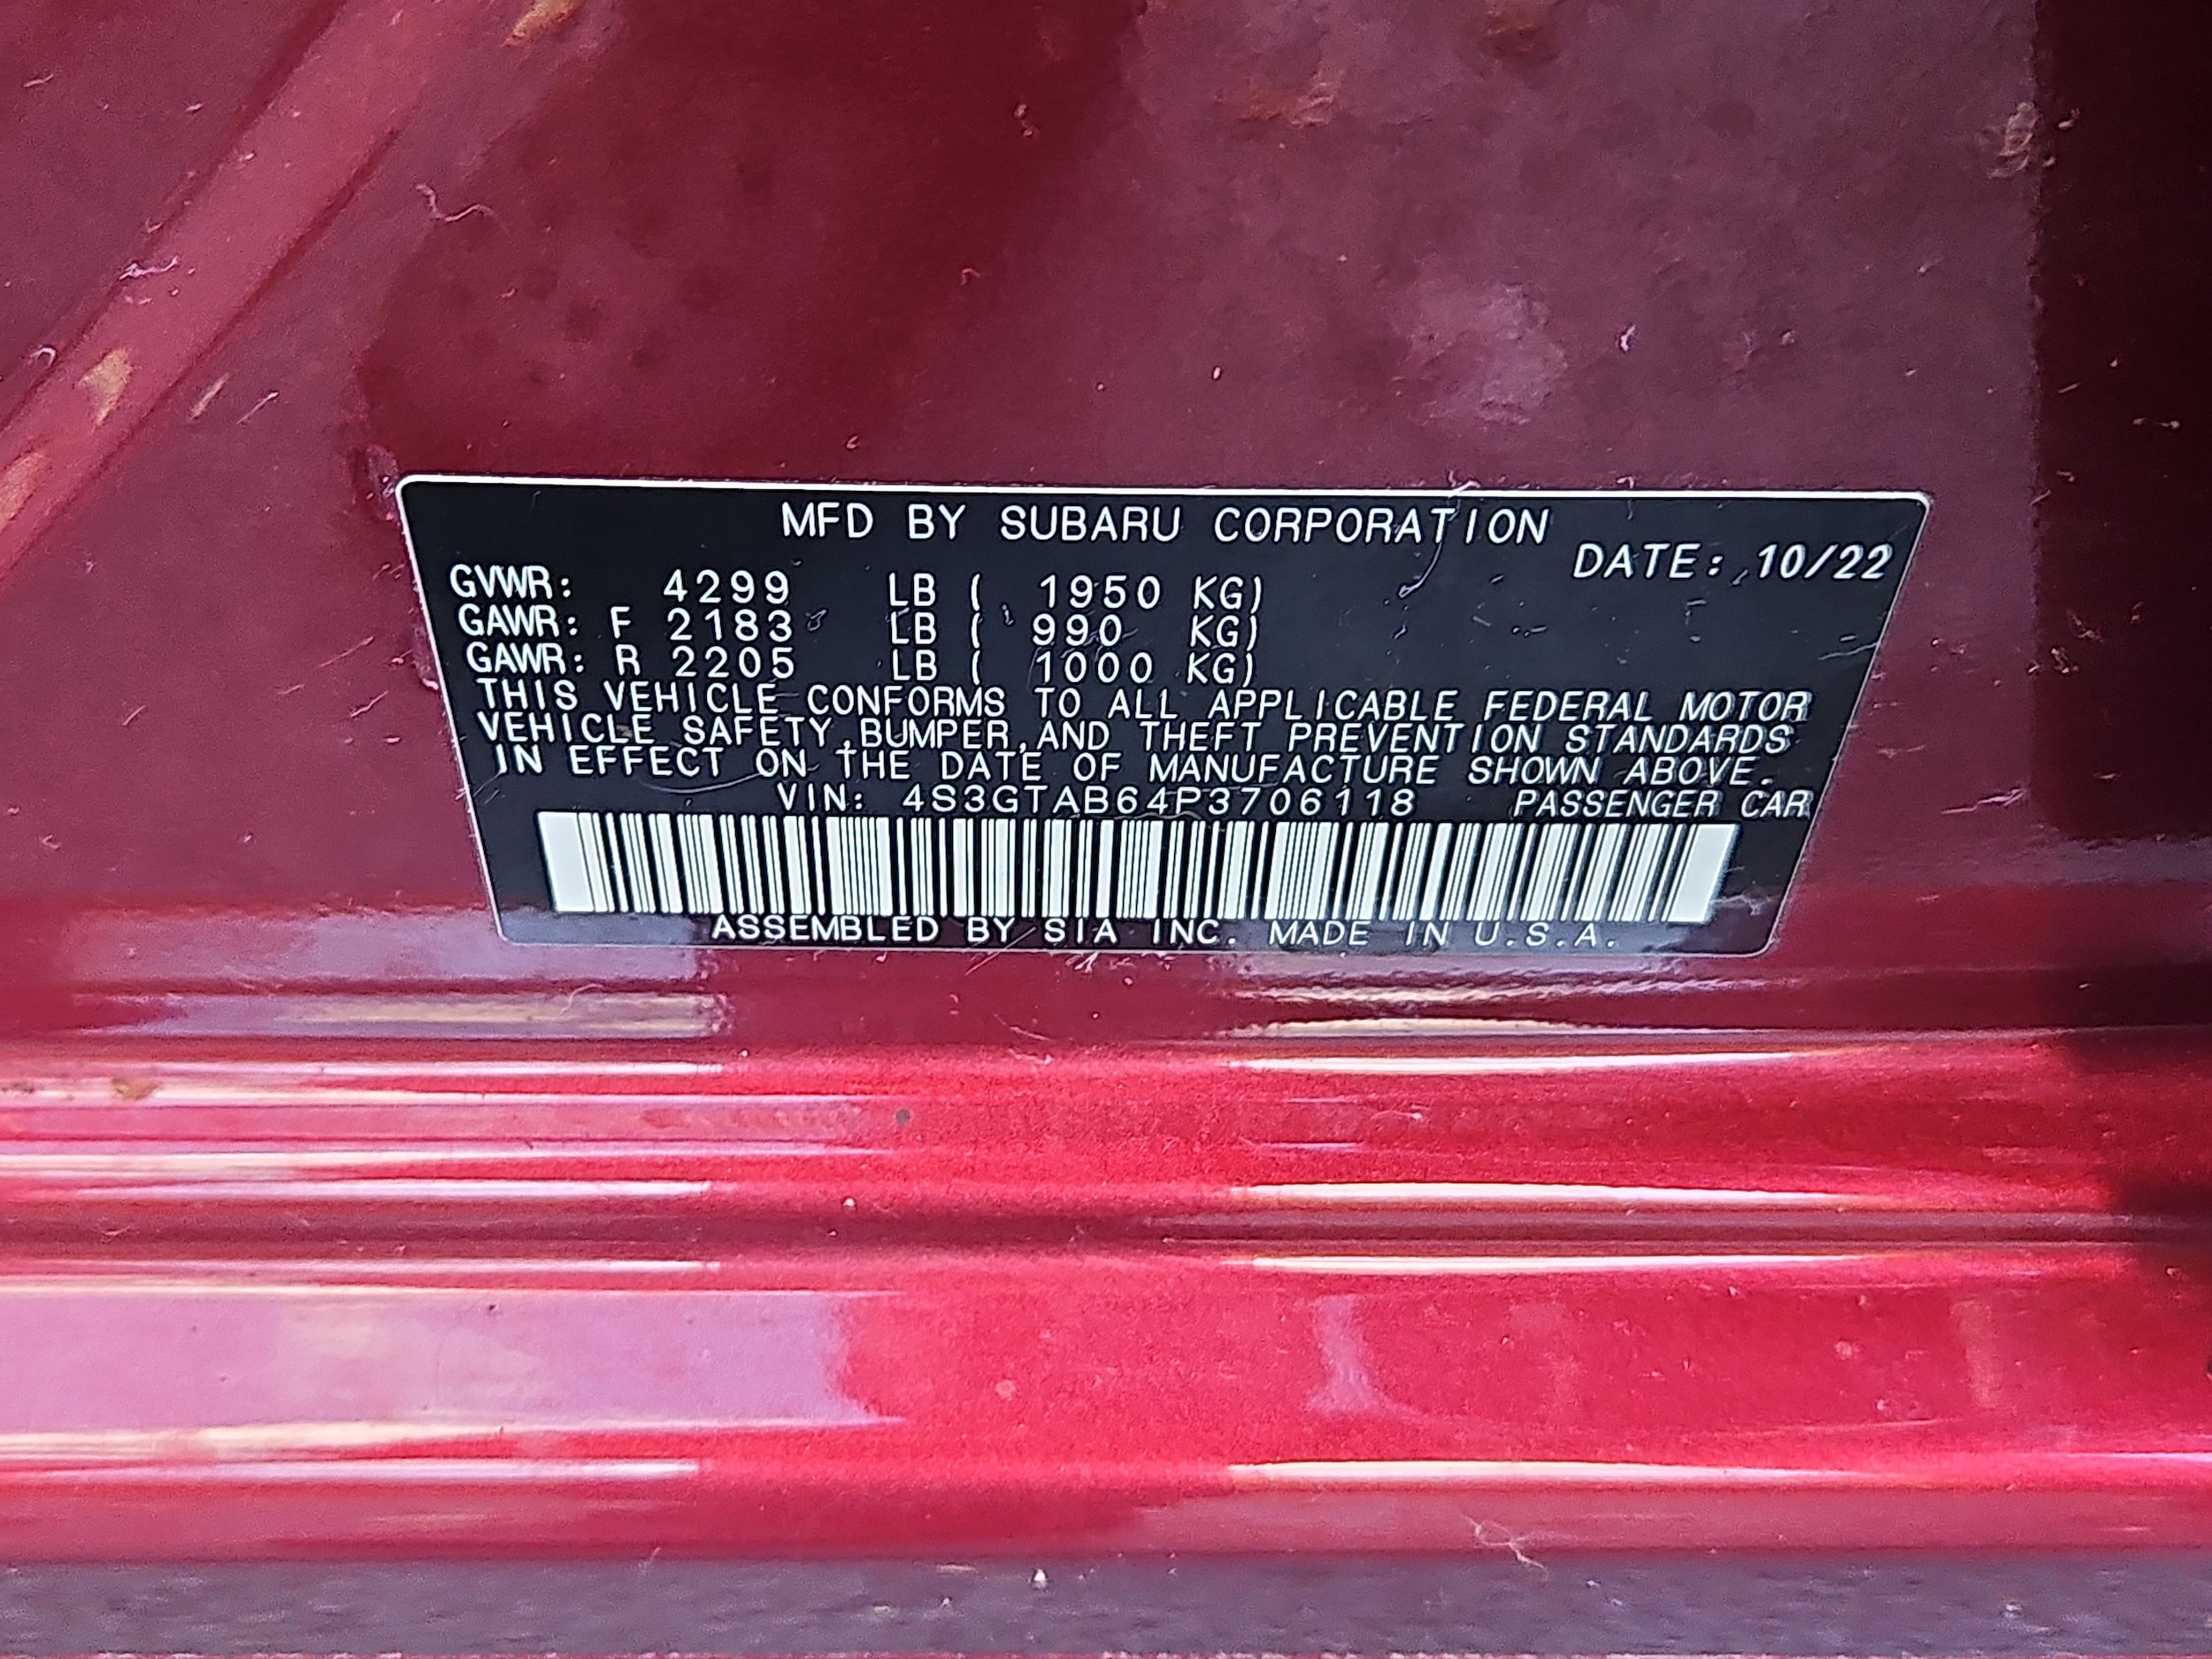 MFD BY SUBARU CORPORATION
DATE: 10/22
GVWR: 4299 LB ( 1950 KG)
GAWR: F 2183 LB ( 990 KG)
GAWR: R 2205 LB ( 1000 KG)
THIS VEHICLE CONFORMS TO ALL APPLICABLE FEDERAL MOTOR
VEHICLE SAFETY,BUMPER,AND THEFT PREVENTION STANDARDS
IN EFFECT ON THE DATE OF MANUFACTURE SHOWN ABOVE.
VIN: 4S3GTAB64P3706118 PASSENGER CAR
ASSEMBLED BY SIA INC. MADE IN U.S.A.